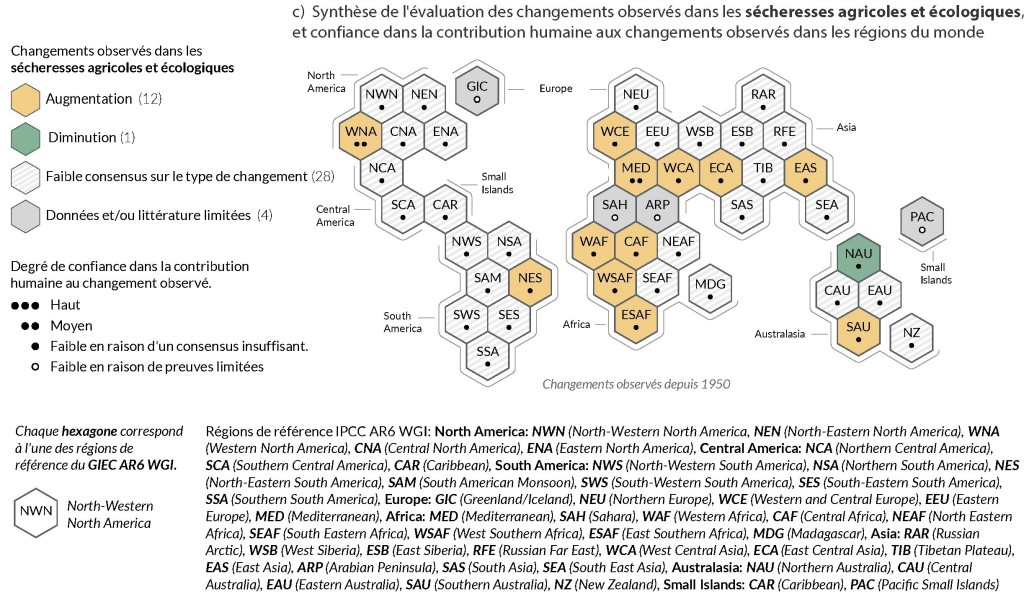 c) Synthèse de l'évaluation des changements observés dans les sécheresses agricoles et écologiques,
et confiance dans la contribution humaine aux changements observés dans les régions du monde
Changements observés dans les
sécheresses agricoles et écologiques
Augmentation (12)
Diminution (1)
Faible consensus sur le type de changement (28)
Données et/ou littérature limitées (4)
Degré de confiance dans la contribution
humaine au changement observé.
Haut
Moyen
Faible en raison d'un consensus insuffisant.
Faible en raison de preuves limitées
North
America
NWN NEN GIC
WNA CNA ENA
NCA
Small
Islands
Central
America
SCA CAR
NWS NSA
SAM NES
South
America
SWS SES
SSA
Europe
NEU RAR
WCE EEU WSB ESB RFE
Asia
MED WCA ECA TIB EAS
SAH ARP SAS SEA
WAF CAF NEAF
WSAF SEAF MDG
Africa
ESAF
PAC
Small
Islands
NAU
CAU EAU
Australasia
SAU NZ
Changements observés depuis 1950
Chaque hexagone correspond
à l'une des régions de
référence du GIEC AR6 WGI.
NWN
North-Western
North America
Régions de référence IPCC AR6 WGI: North America: NWN (North-Western North America, NEN (North-Eastern North America), WNA
(Western North America), CNA (Central North America), ENA (Eastern North America), Central America: NCA (Northern Central America),
SCA (Southern Central America), CAR (Caribbean), South America: NWS (North-Western South America), NSA (Northern South America), NES
(North-Eastern South America), SAM (South American Monsoon), SWS (South-Western South America), SES (South-Eastern South America),
SSA (Southern South America), Europe: GIC (Greenland/Iceland), NEU (Northern Europe), WCE (Western and Central Europe), EEU (Eastern
Europe), MED (Mediterranean), Africa: MED (Mediterranean), SAH (Sahara), WAF (Western Africa), CAF (Central Africa), NEAF (North Eastern
Africa), SEAF (South Eastern Africa), WSAF (West Southern Africa), ESAF (East Southern Africa), MDG (Madagascar), Asia: RAR (Russian
Arctic), WSB (West Siberia), ESB (East Siberia), RFE (Russian Far East), WCA (West Central Asia), ECA (East Central Asia), TIB (Tibetan Plateau),
EAS (East Asia), ARP (Arabian Peninsula), SAS (South Asia), SEA (South East Asia), Australasia: NAU (Northern Australia), CAU (Central
Australia), EAU (Eastern Australia), SAU (Southern Australia), NZ (New Zealand), Small Islands: CAR (Caribbean), PAC (Pacific Small Islands)